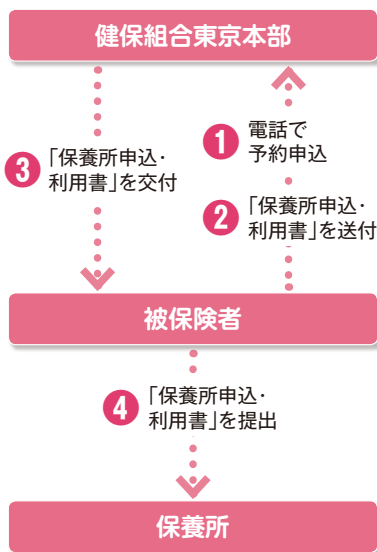 健保組合東京本部
1 電話で
予約申込
3 「保養所申込・
利用書」を交付
2 「保養所申込・
利用書」を送付
被保険者
4 「保養所申込・
利用書」を提出
保養所